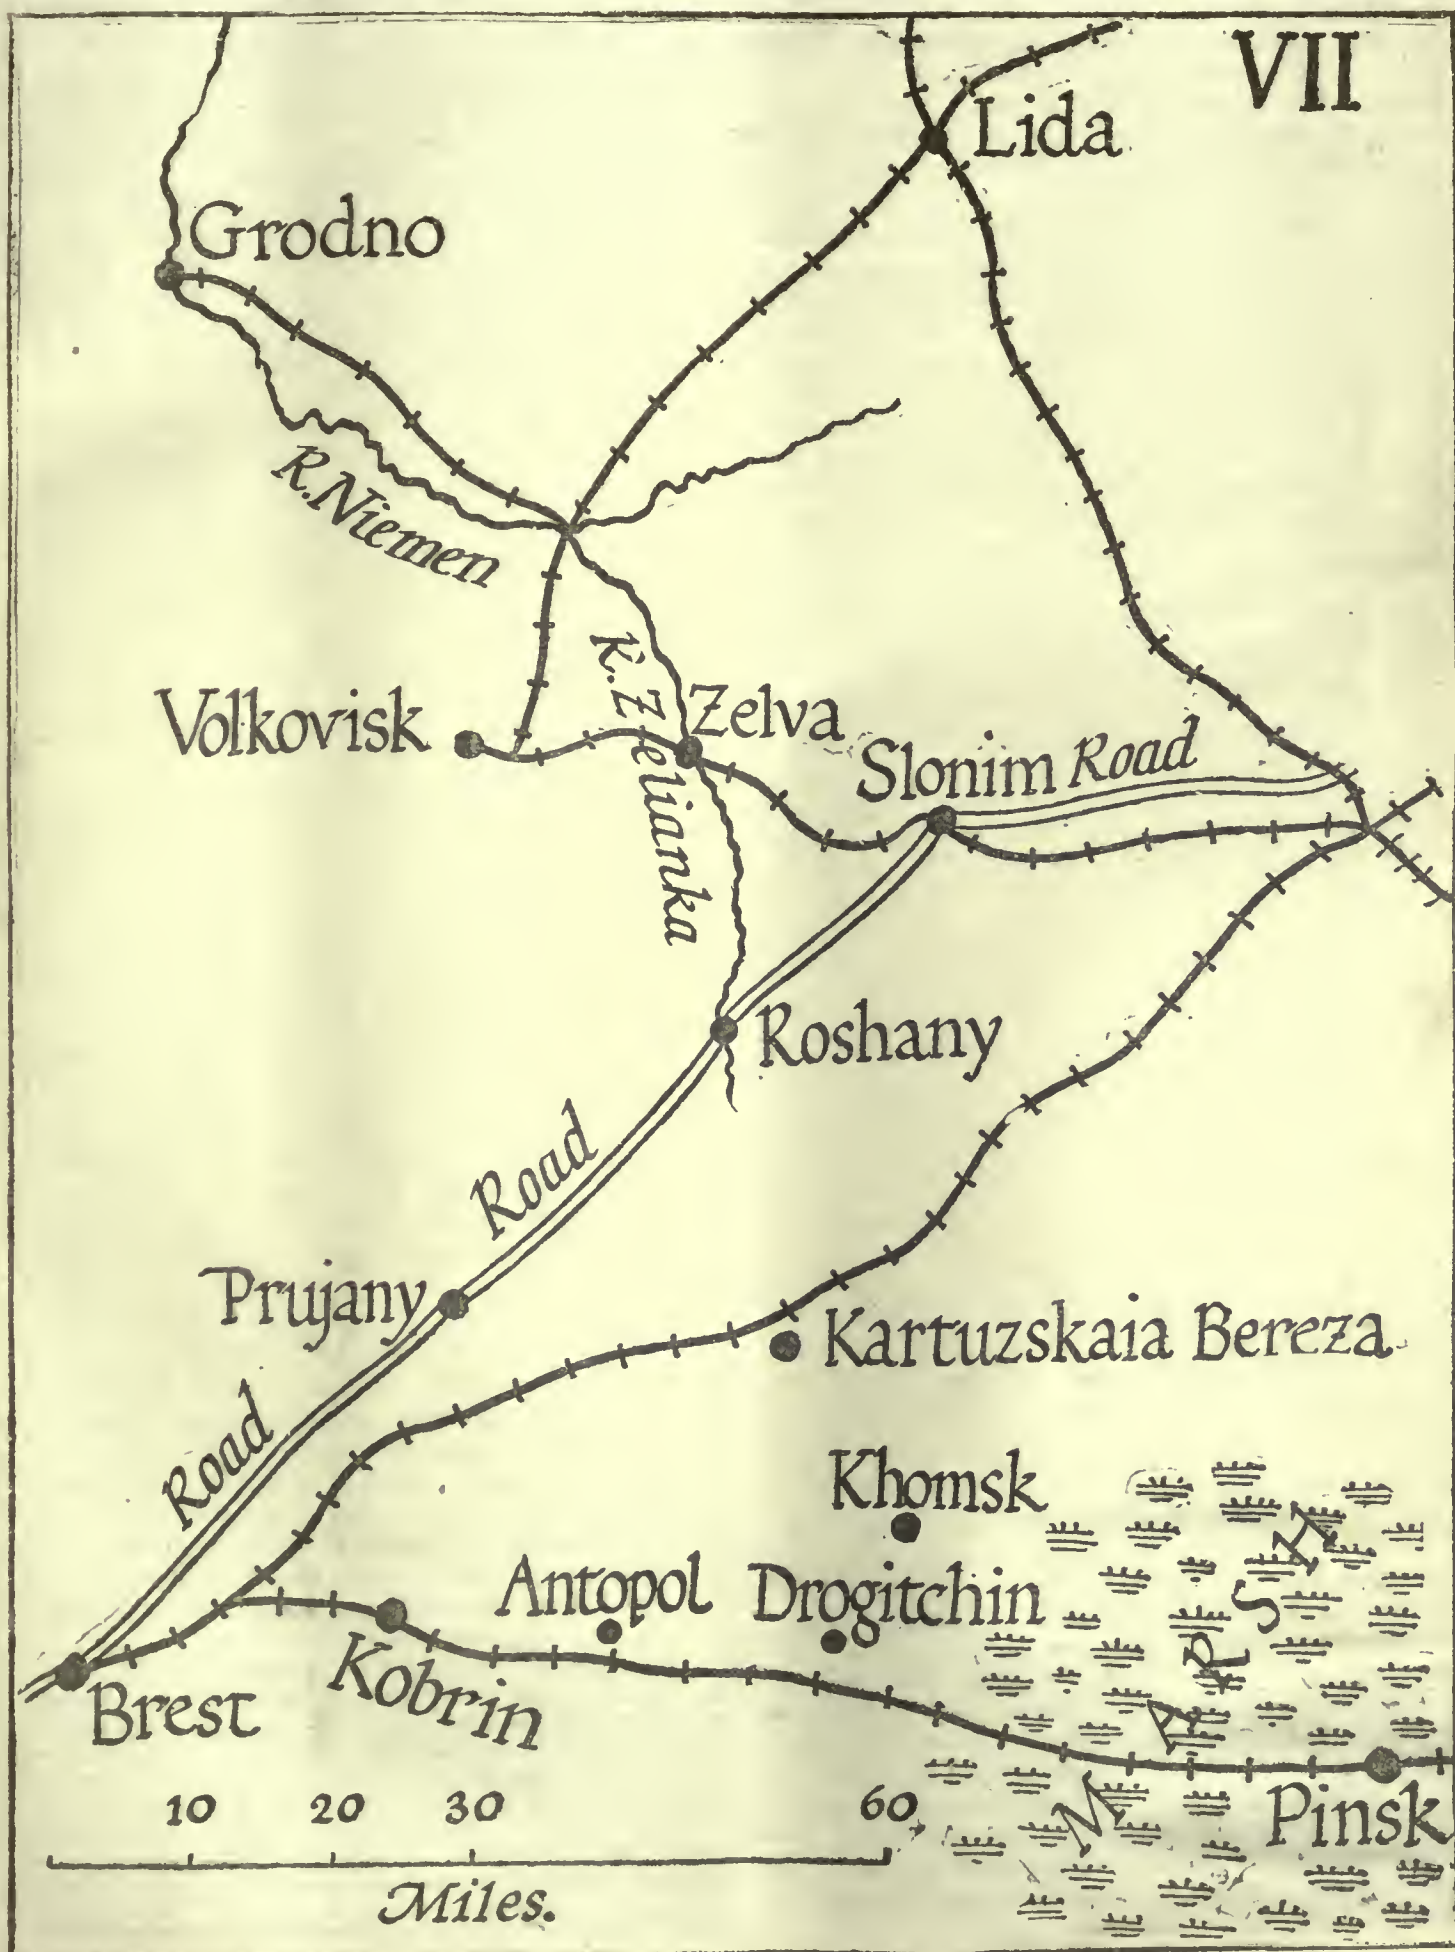 VII
Lida
Grodno
R. Niemen
R. Zelianka
Volkovisk
Zelva
Slonim
Road
Roshany
Road
Prujany
Kartuzskaia Bereza
Road
Khomsk
Antopol
Drogitchin
MARSH
Kobrin
Brest
Pinsk
10 20 30 60
Miles.